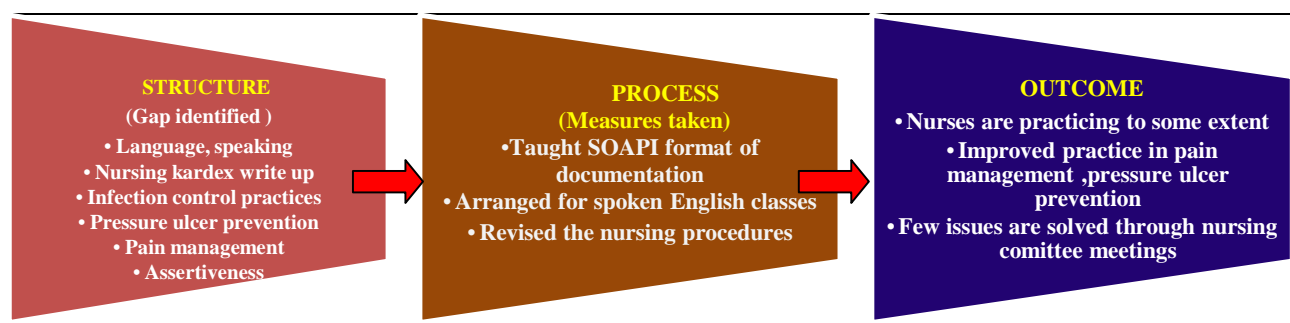 STRUCTURE
(Gap identified )
• Language, speaking
• Nursing kardex write up
• Infection control practices
• Pressure ulcer prevention
• Pain management
• Assertiveness
PROCESS
(Measures taken)
•Taught SOAPI format of
documentation
• Arranged for spoken English classes
• Revised the nursing procedures
OUTCOME
• Nurses are practicing to some extent
• Improved practice in pain
management ,pressure ulcer
prevention
• Few issues are solved through nursing
comittee meetings